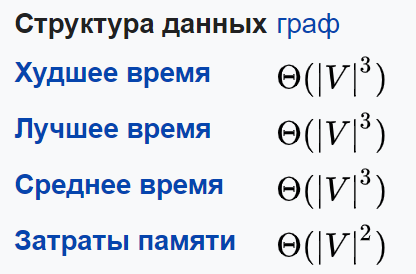 Структура данных граф
Худшее время Θ(|V|³)
Лучшее время Θ(|V|³)
Среднее время Θ(|V|³)
Затраты памяти Θ(|V|²)